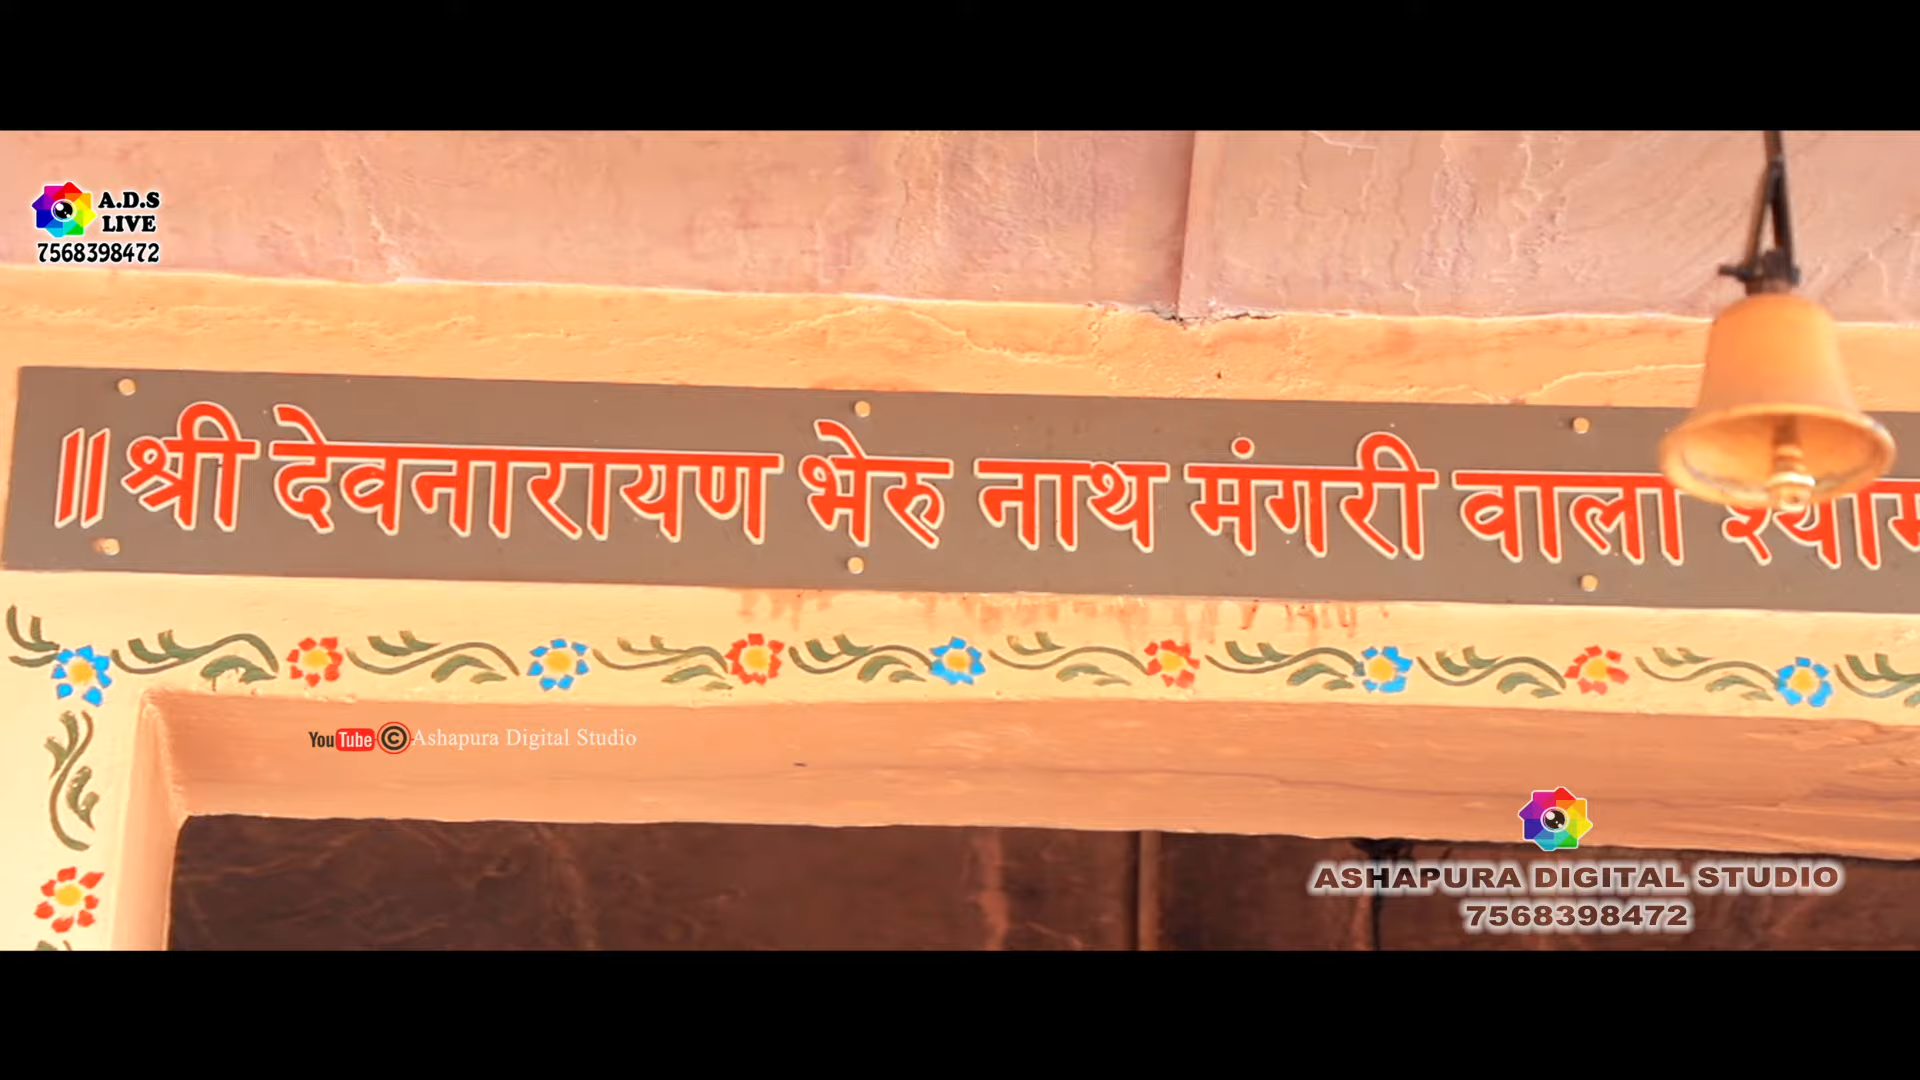 A.D.S
LIVE
7568398472
॥ श्री देवनारायण भेरु नाथ मंगरी वाला
YouTube © Ashapura Digital Studio
ASHAPURA DIGITAL STUDIO
7568398472